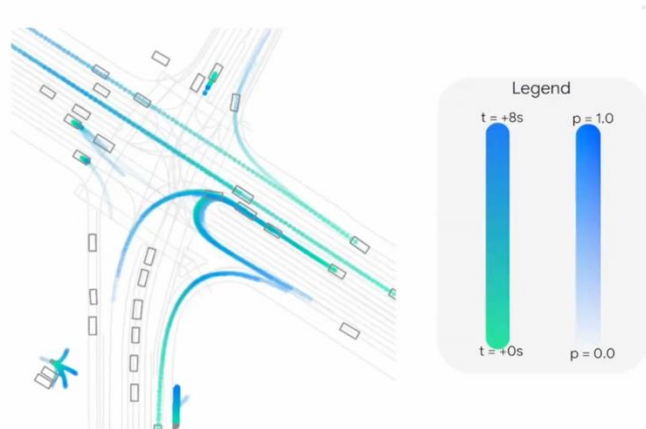 Legend
t = +8s
p = 1.0
t = +0s
p = 0.0